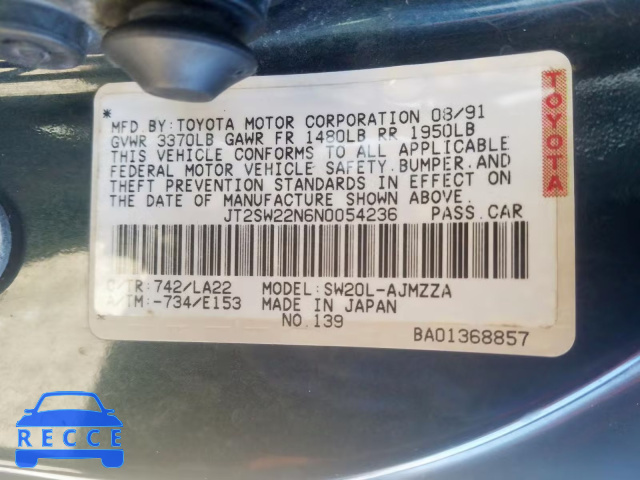 *
MFD.BY:TOYOTA MOTOR CORPORATION 08/91
GVWR 3370LB GAWR FR 1480LB RR 1950LB
THIS VEHICLE CONFORMS TO ALL APPLICABLE
FEDERAL MOTOR VEHICLE SAFETY,BUMPER,AND
THEFT PREVENTION STANDARDS IN EFFECT ON
THE DATE OF MANUFACTURE SHOWN ABOVE.
JT2SW22N6N0054236 PASS.CAR
C/TR:742/LA22 MODEL:SW20L-AJMZZA
A/TM:-734/E153 MADE IN JAPAN
NO.139
BA01368857
TOYOTA
RECCE